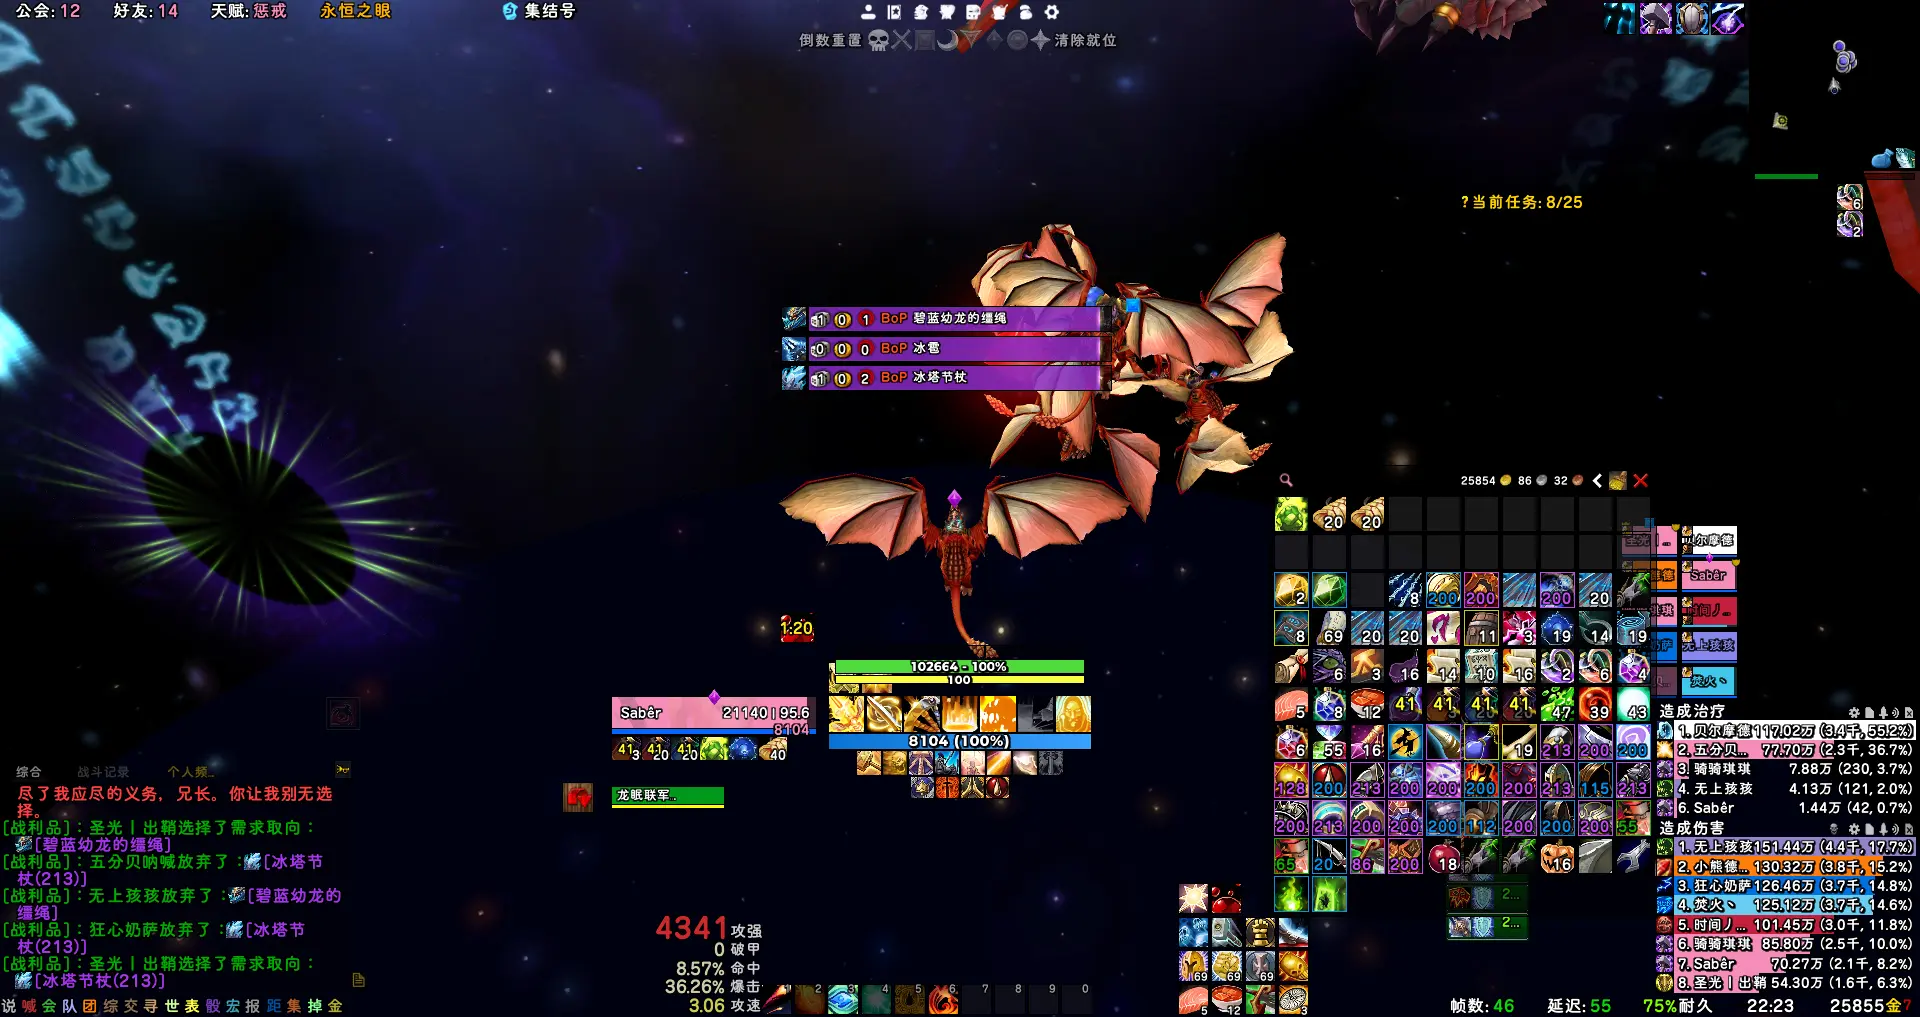 公会: 12 好友: 14 天赋: 惩戒 永恒之眼 集结号
倒数 重置 清除 就位
?当前任务: 8/25
1 0 1 BoP 碧蓝幼龙的缰绳
0 0 0 BoP 冰雹
1 0 2 BoP 冰塔节杖
25854 86 32
1:20
102664 - 100%
100
Sabêr 21140 | 95.6
8104
8104 (100%)
龙眠联军..
综合 战斗记录 个人频..
尽了我应尽的义务，兄长。你让我别无选择。
[战利品]：圣光丨出鞘选择了需求取向：
[碧蓝幼龙的缰绳]
[战利品]：五分贝呐喊放弃了：[冰塔节
杖(213)]
[战利品]：无上孩孩放弃了：[碧蓝幼龙的
缰绳]
[战利品]：狂心奶萨放弃了：[冰塔节
杖(213)]
[战利品]：圣光丨出鞘选择了需求取向：
[冰塔节杖(213)]
说 喊 会 队 团 综 交 寻 世 表 骰 宏 报 距 集 掉 金
4341 攻强
0 破甲
8.57% 命中
36.26% 爆击
3.06 攻速
贝尔摩德
Sabêr
无上孩孩
焚火丶
造成治疗
1. 贝尔摩德 117.02万 (3.4千, 55.2%)
2. 五分贝... 77.70万 (2.3千, 36.7%)
3. 骑骑琪琪 7.88万 (230, 3.7%)
4. 无上孩孩 4.13万 (121, 2.0%)
6. Sabêr 1.44万 (42, 0.7%)
造成伤害
1. 无上孩孩 151.44万 (4.4千, 17.7%)
2. 小熊德... 130.32万 (3.8千, 15.2%)
3. 狂心奶萨 126.46万 (3.7千, 14.8%)
4. 焚火丶 125.12万 (3.7千, 14.6%)
5. 时间丿... 101.45万 (3.0千, 11.8%)
6. 骑骑琪琪 85.80万 (2.5千, 10.0%)
7. Sabêr 70.27万 (2.1千, 8.2%)
8. 圣光丨出鞘 54.30万 (1.6千, 6.3%)
帧数: 46 延迟: 55 75%耐久 22:23 25855金